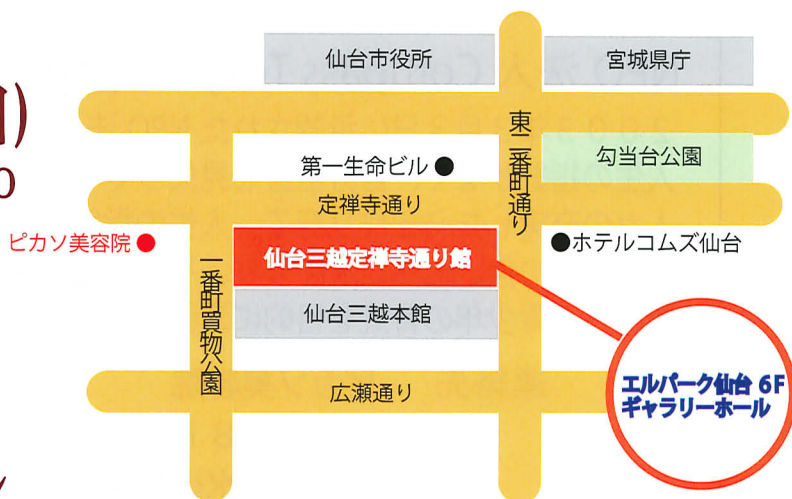 仙台市役所
宮城県庁
東二番町通り
第一生命ビル
勾当台公園
定禅寺通り
ピカソ美容院
仙台三越定禅寺通り館
ホテルコムズ仙台
一番町買物公園
仙台三越本館
広瀬通り
エルパーク仙台 6F
ギャラリーホール